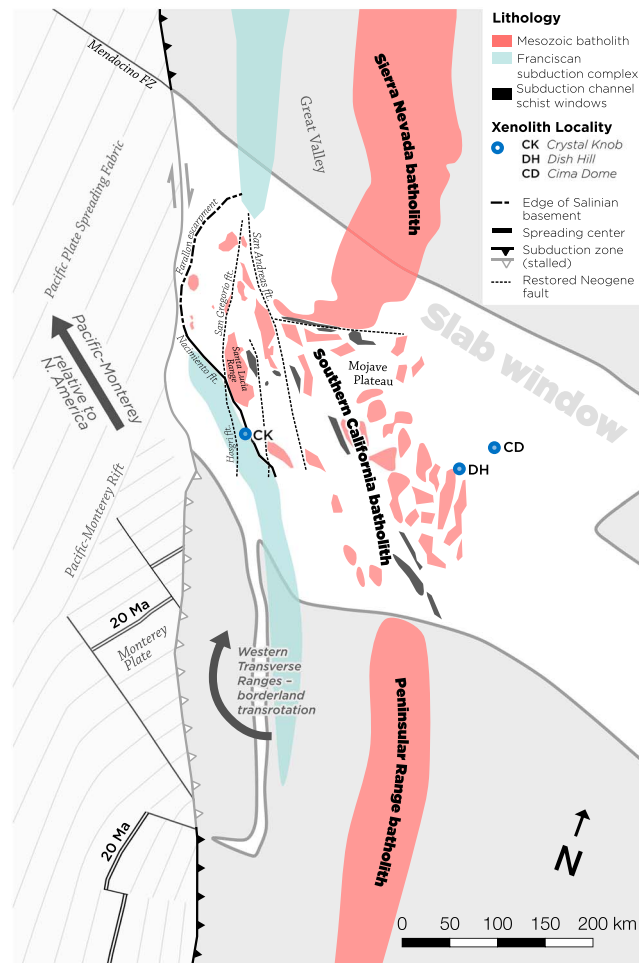 Lithology
Mesozoic batholith
Franciscan
subduction complex
Subduction channel
schist windows
Xenolith Locality
CK Crystal Knob
DH Dish Hill
CD Cima Dome
Edge of Salinian
basement
Spreading center
Subduction zone
(stalled)
Restored Neogene
fault
Mendocino FZ
Pacific Plate Spreading Fabric
Great Valley
Sierra Nevada batholith
Farallon escarpment
San Gregorio flt.
San Andreas flt.
Nacimiento flt.
Santa Lucia
Range
Hosgri flt.
Mojave
Plateau
Slab window
Southern California batholith
Pacific–Monterey
relative to
N. America
CK
CD
DH
Pacific-Monterey Rift
20 Ma
Monterey
Plate
Western
Transverse
Ranges –
borderland
transrotation
Peninsular Range batholith
20 Ma
N
0 50 100 150 200 km